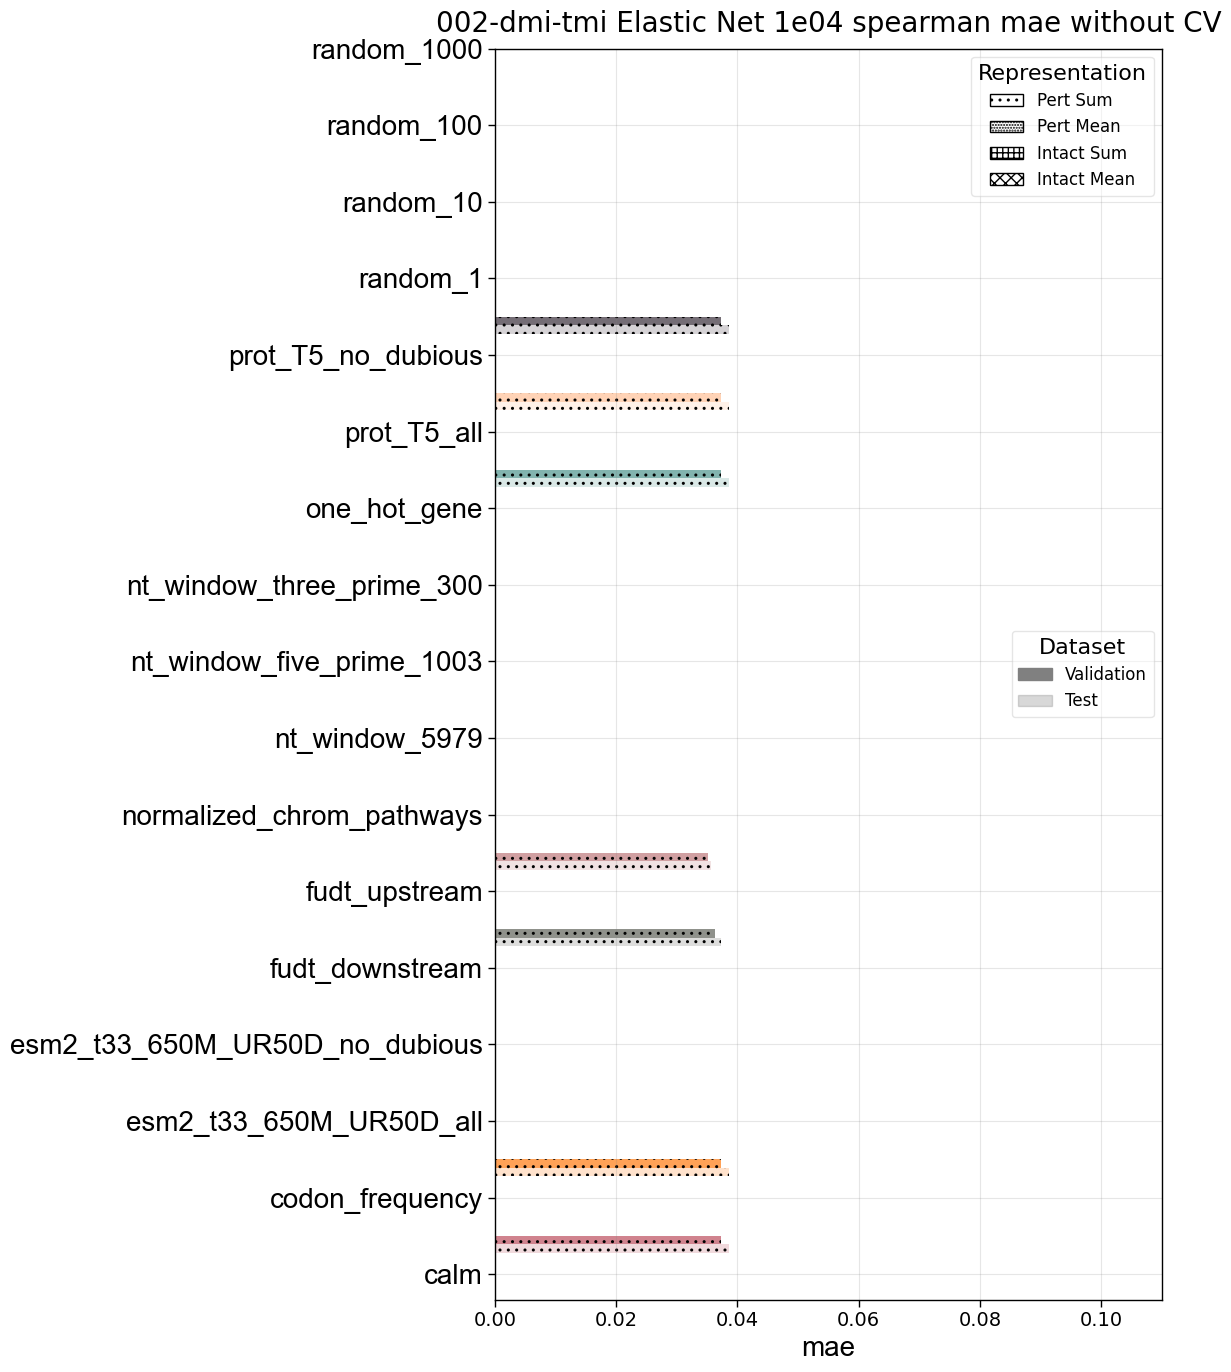 002-dmi-tmi Elastic Net 1e04 spearman mae without CV
random_1000
random_100
random_10
random_1
prot_T5_no_dubious
prot_T5_all
one_hot_gene
nt_window_three_prime_300
nt_window_five_prime_1003
nt_window_5979
normalized_chrom_pathways
fudt_upstream
fudt_downstream
esm2_t33_650M_UR50D_no_dubious
esm2_t33_650M_UR50D_all
codon_frequency
calm
Representation
Pert Sum
Pert Mean
Intact Sum
Intact Mean
Dataset
Validation
Test
0.00 0.02 0.04 0.06 0.08 0.10
mae